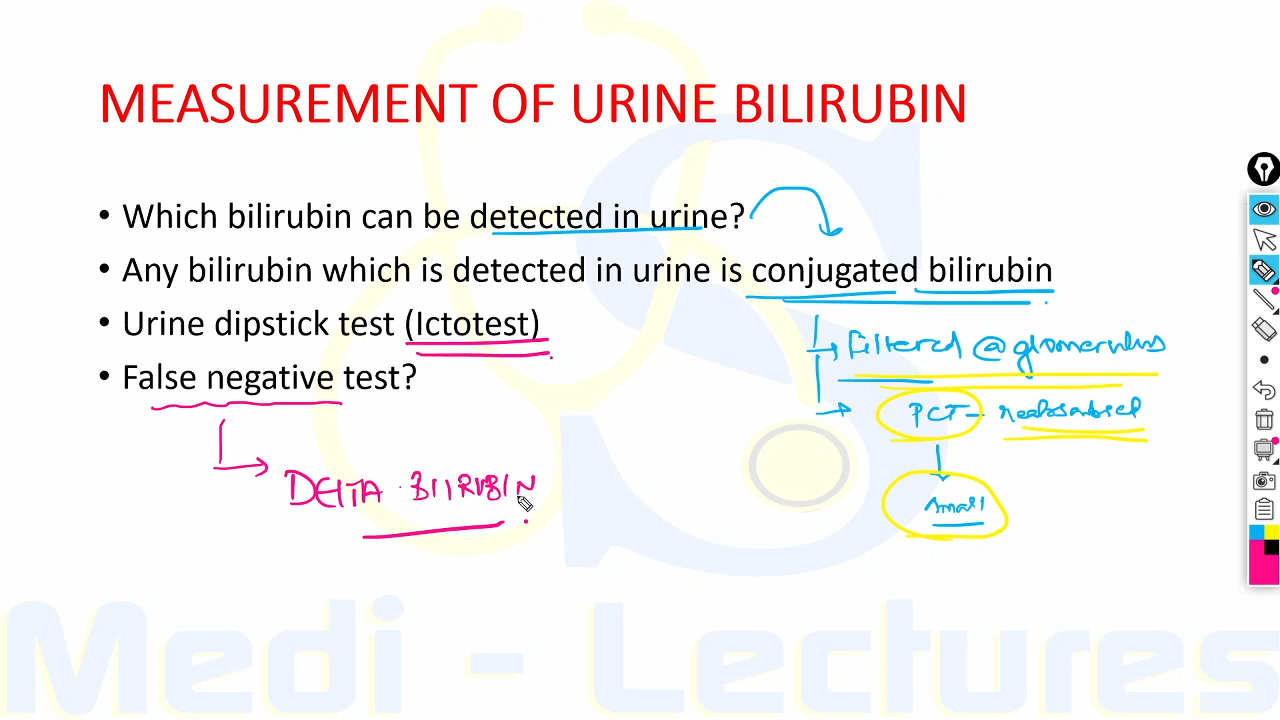 MEASUREMENT OF URINE BILIRUBIN
• Which bilirubin can be detected in urine?
• Any bilirubin which is detected in urine is conjugated bilirubin
• Urine dipstick test (Ictotest)
Filtered @ glomerulus
• False negative test?
PCT - reabsorbed
DElTA BIlIRUBIN
small
Medi - Lectures